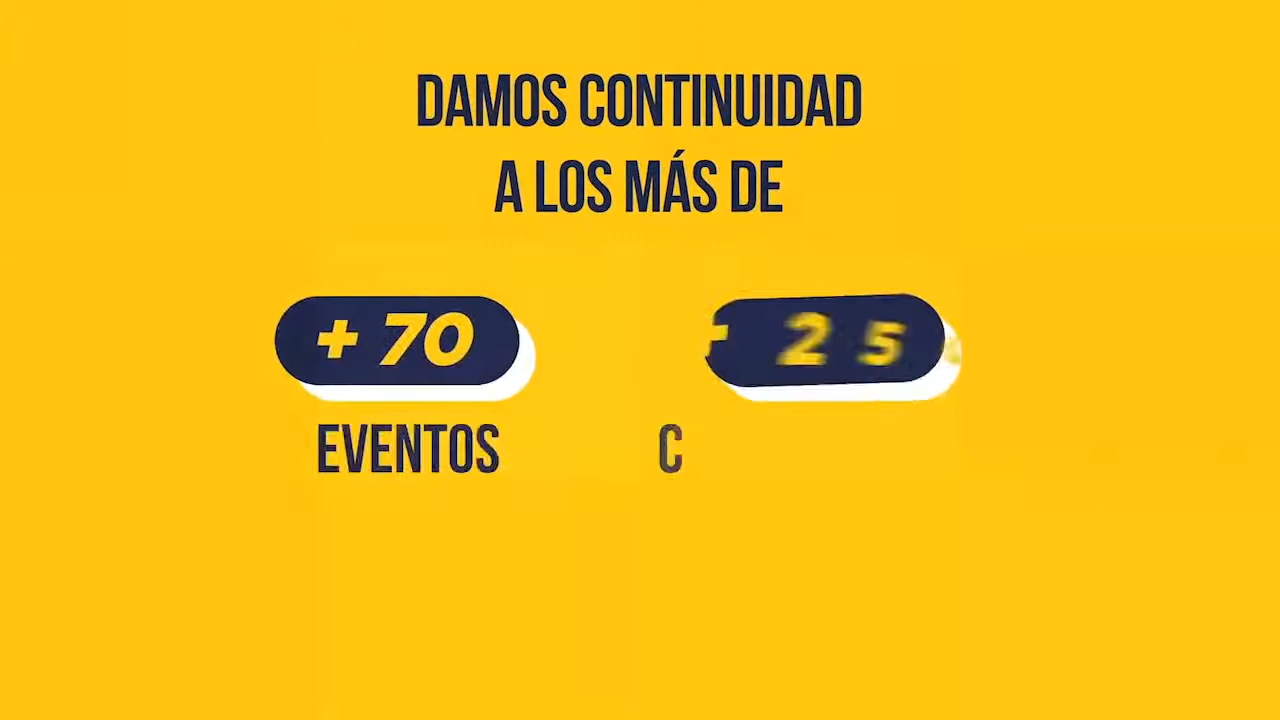 DAMOS CONTINUIDAD
A LOS MÁS DE
+ 70
EVENTOS